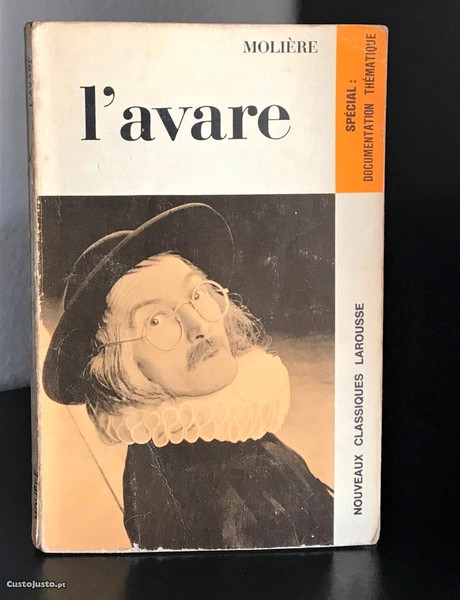 MOLIÈRE
l'avare
SPÉCIAL :
DOCUMENTATION THÉMATIQUE
NOUVEAUX CLASSIQUES LAROUSSE
CustoJusto.pt